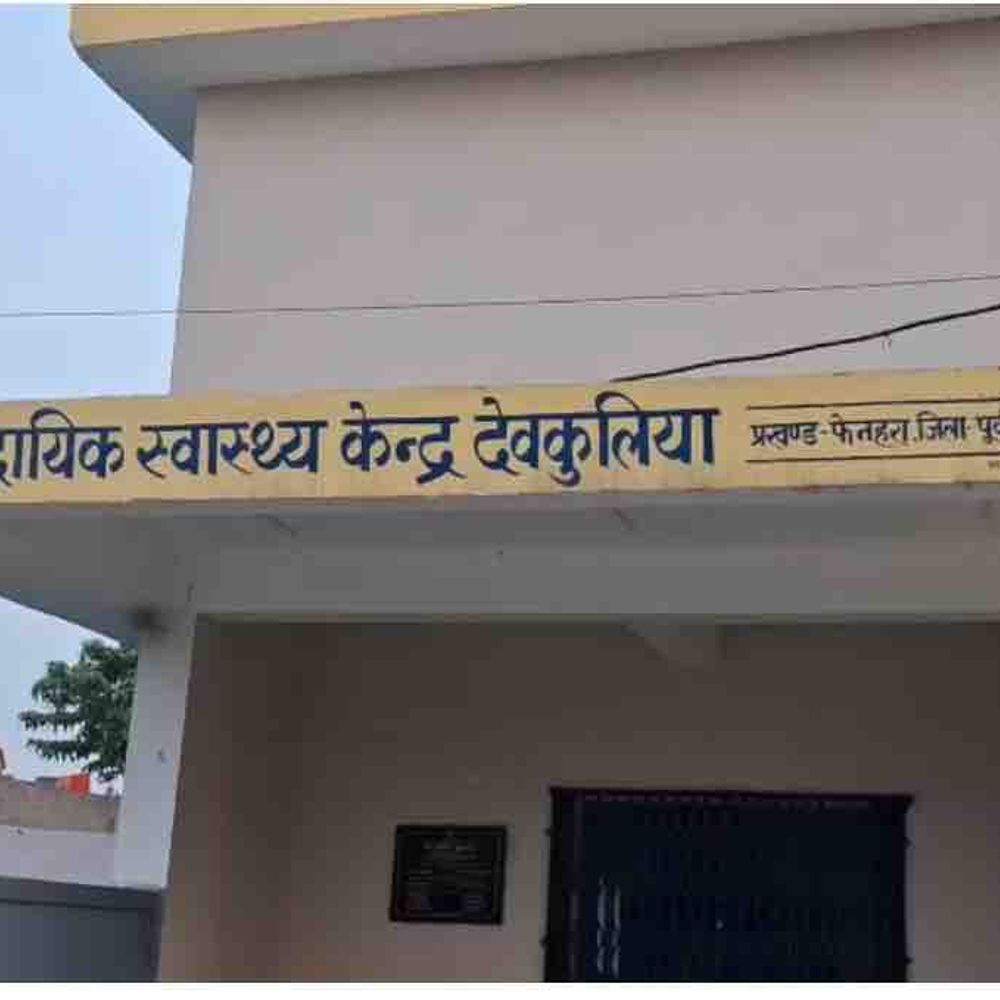 दायिक स्वास्थ्य केन्द्र देवकुलिया प्रखण्ड-फेनहरा.जिला-पूर्व